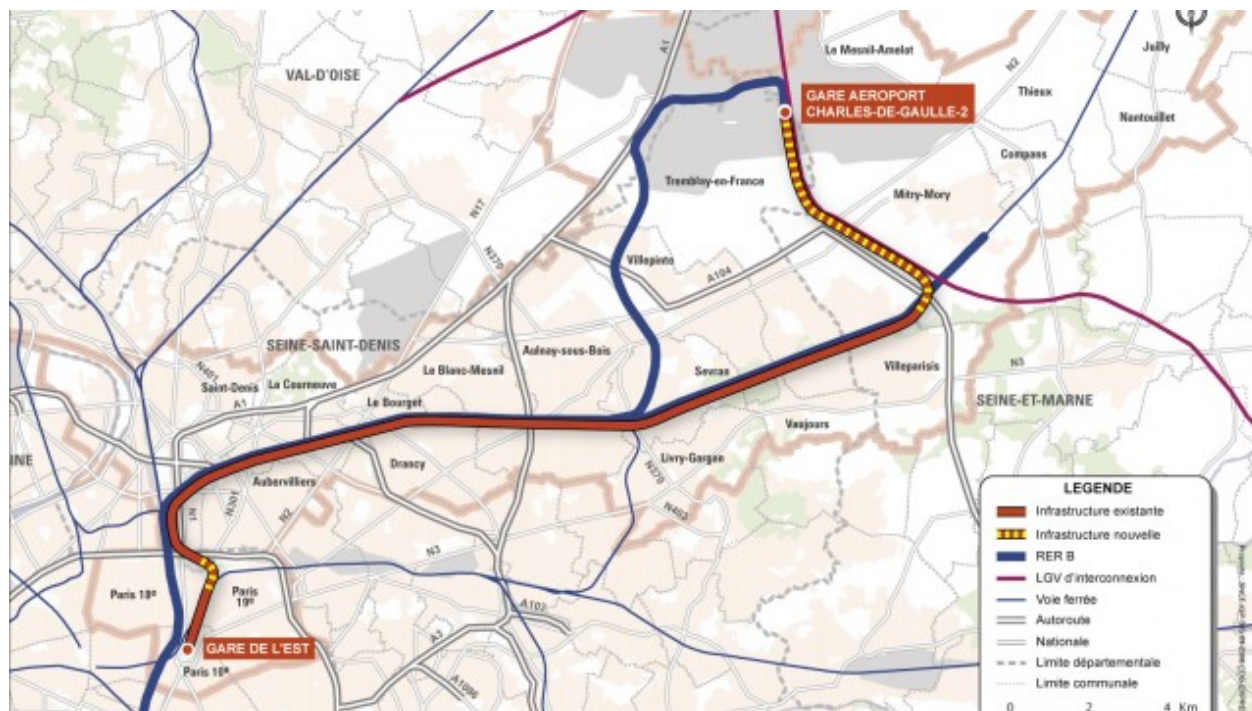 A1
VAL-D'OISE
Le Mesnil-Amelot
N2
Juilly
GARE AEROPORT
CHARLES-DE-GAULLE-2
Thieux
Nantouillet
Compans
Tremblay-en-France
Mitry-Mory
N17
N370
Villepinte
A104
SEINE-SAINT-DENIS
Aulnay-sous-Bois
Le Blanc-Mesnil
Sevran
Villeparisis
N3
N401
Saint-Denis
La Courneuve
A1
Le Bourget
SEINE-ET-MARNE
Vaujours
INE
Drancy
Livry-Gargan
N370
Aubervilliers
N1
N301
N2
N403
N3
Paris 18e
Paris
19e
A103
A3
GARE DE L'EST
Paris 10e
A1086
LEGENDE
Infrastructure existante
Infrastructure nouvelle
RER B
LGV d'interconnexion
Voie ferrée
Autoroute
Nationale
Limite départementale
Limite communale
0 2 4 Km